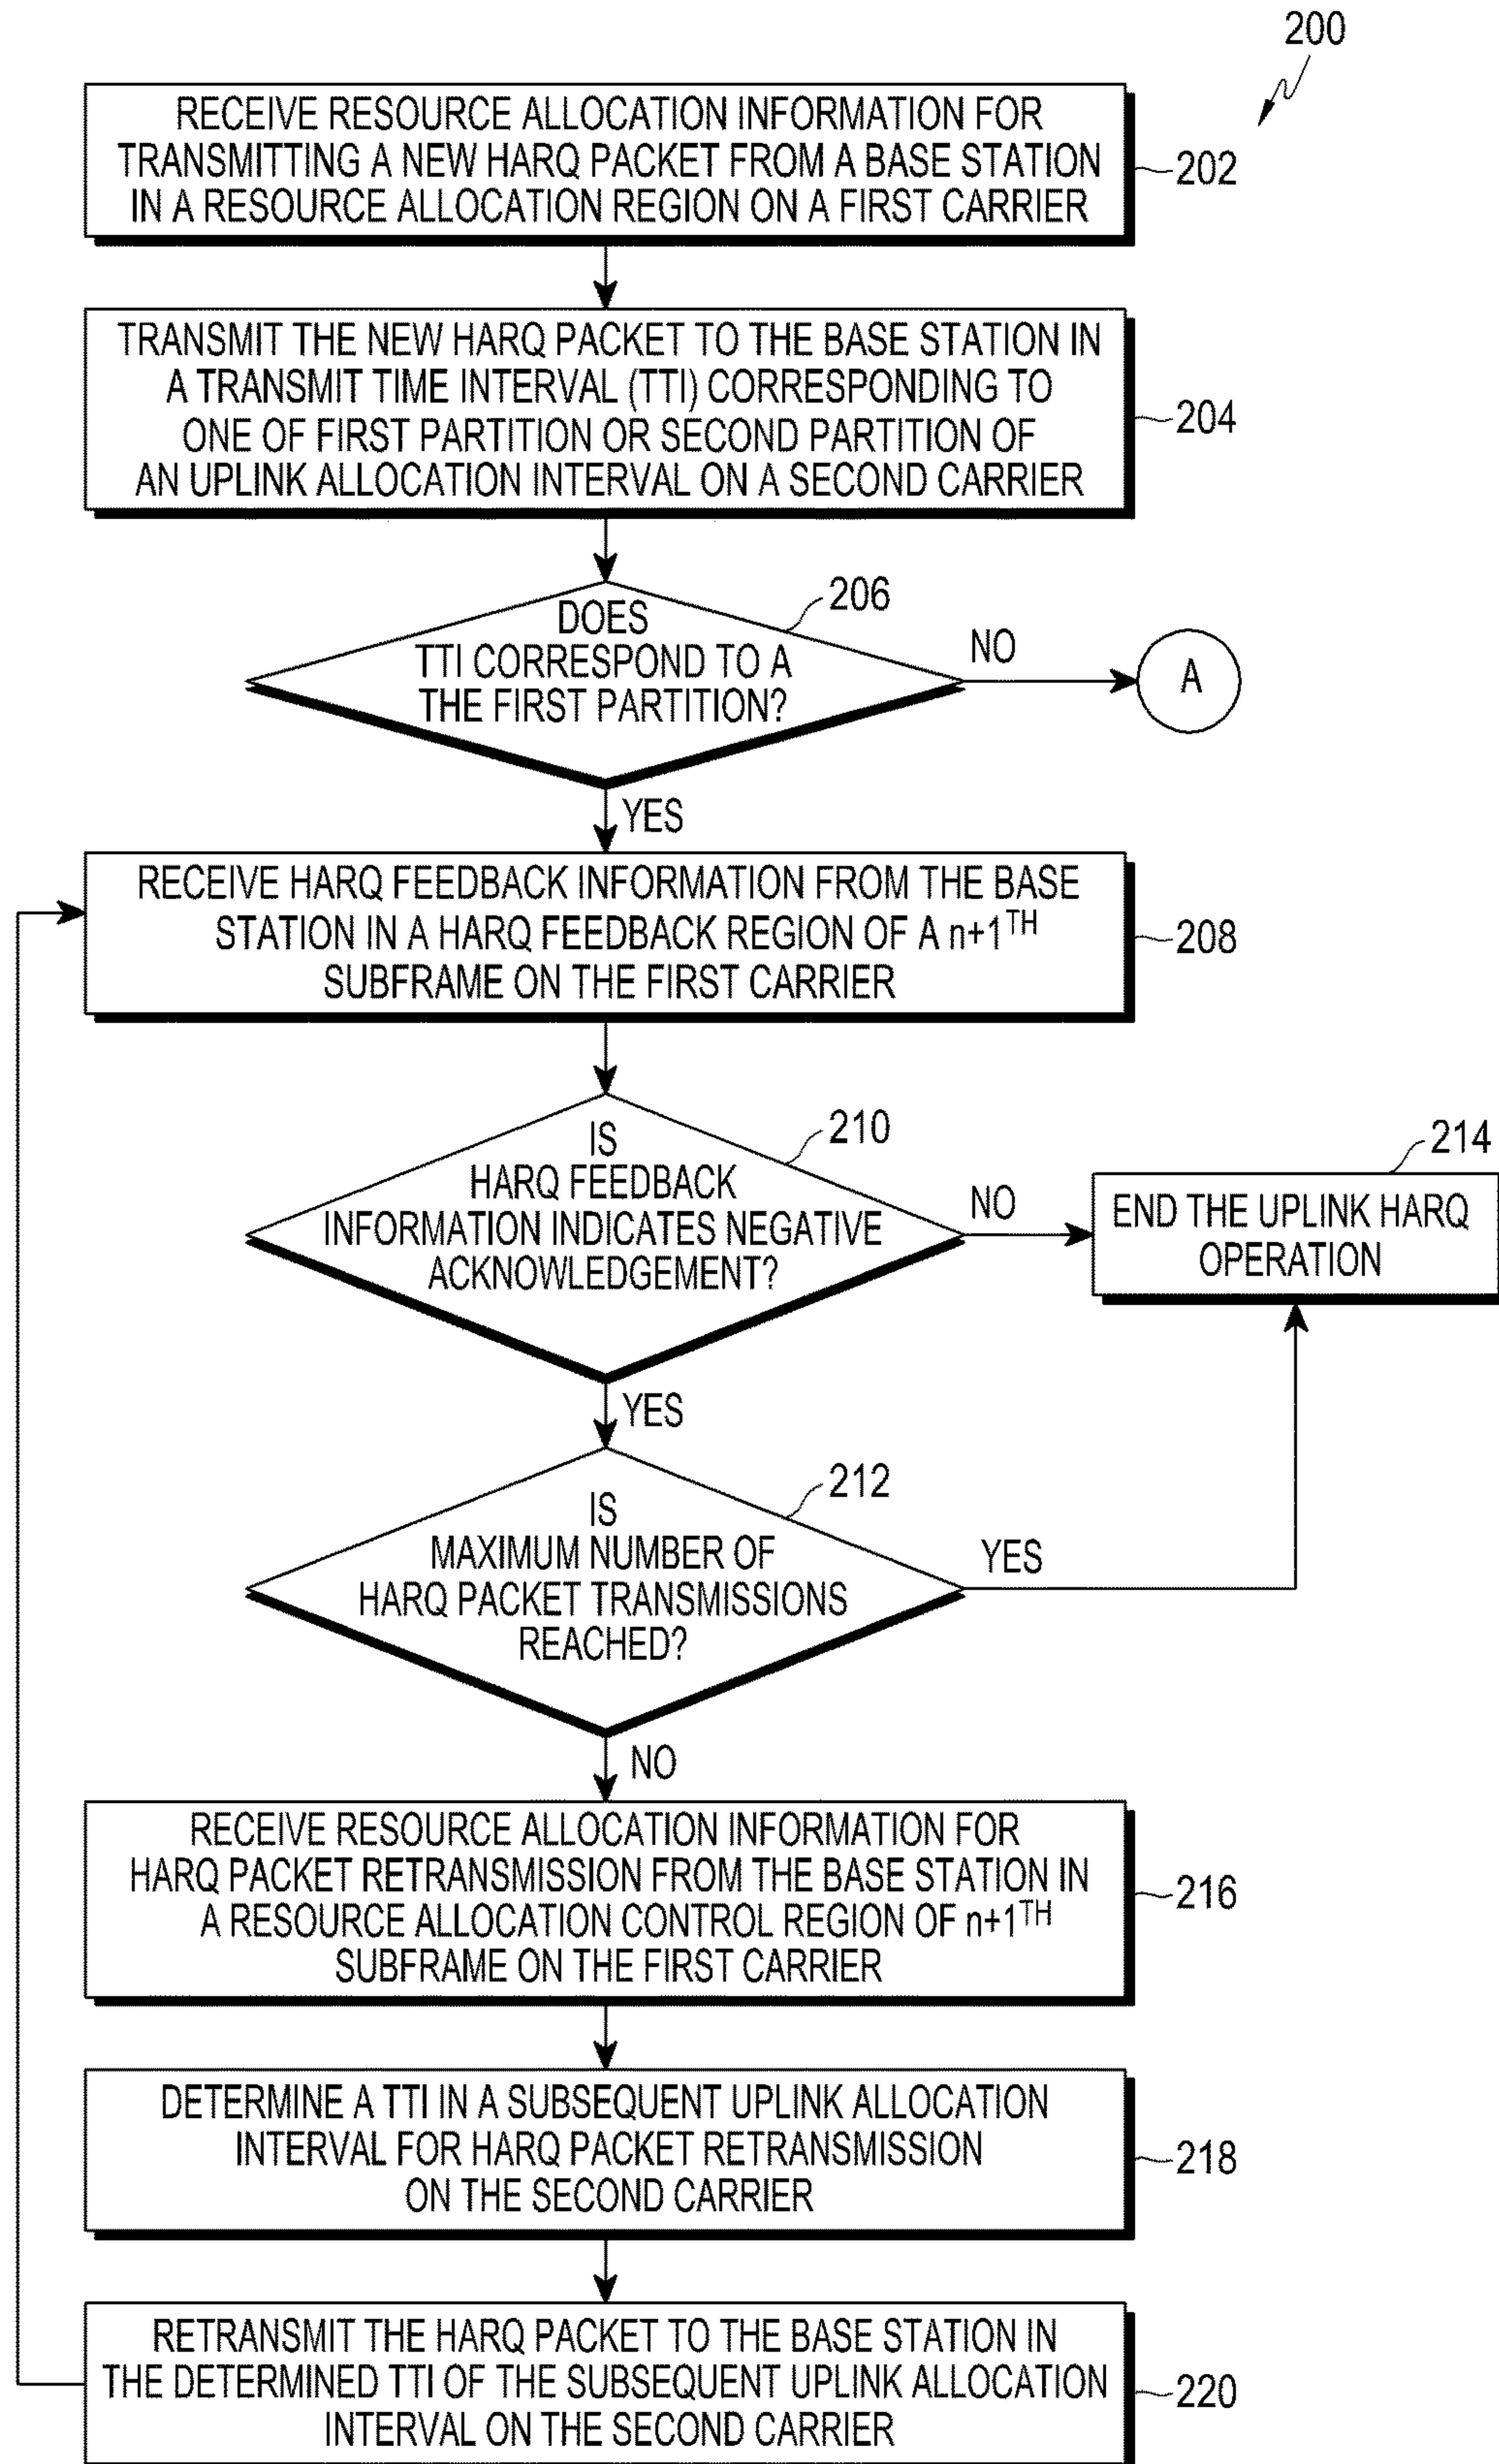 200
RECEIVE RESOURCE ALLOCATION INFORMATION FOR
TRANSMITTING A NEW HARQ PACKET FROM A BASE STATION
IN A RESOURCE ALLOCATION REGION ON A FIRST CARRIER
202
TRANSMIT THE NEW HARQ PACKET TO THE BASE STATION IN
A TRANSMIT TIME INTERVAL (TTI) CORRESPONDING TO
ONE OF FIRST PARTITION OR SECOND PARTITION OF
AN UPLINK ALLOCATION INTERVAL ON A SECOND CARRIER
204
206
DOES
TTI CORRESPOND TO A
THE FIRST PARTITION?
NO
A
YES
RECEIVE HARQ FEEDBACK INFORMATION FROM THE BASE
STATION IN A HARQ FEEDBACK REGION OF A n+1TH
SUBFRAME ON THE FIRST CARRIER
208
210
IS
HARQ FEEDBACK
INFORMATION INDICATES NEGATIVE
ACKNOWLEDGEMENT?
NO
214
END THE UPLINK HARQ
OPERATION
YES
212
IS
MAXIMUM NUMBER OF
HARQ PACKET TRANSMISSIONS
REACHED?
YES
NO
RECEIVE RESOURCE ALLOCATION INFORMATION FOR
HARQ PACKET RETRANSMISSION FROM THE BASE STATION IN
A RESOURCE ALLOCATION CONTROL REGION OF n+1TH
SUBFRAME ON THE FIRST CARRIER
216
DETERMINE A TTI IN A SUBSEQUENT UPLINK ALLOCATION
INTERVAL FOR HARQ PACKET RETRANSMISSION
ON THE SECOND CARRIER
218
RETRANSMIT THE HARQ PACKET TO THE BASE STATION IN
THE DETERMINED TTI OF THE SUBSEQUENT UPLINK ALLOCATION
INTERVAL ON THE SECOND CARRIER
220